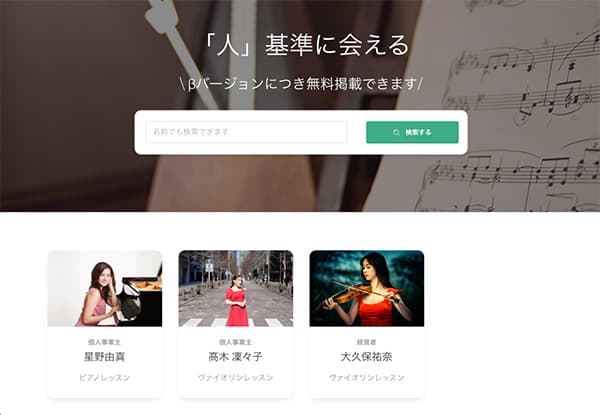 「人」基準に会える
\ βバージョンにつき無料掲載できます/
名前でも検索できます
検索する
個人事業主
星野由真
ピアノレッスン
個人事業主
髙木 凜々子
ヴァイオリンレッスン
経営者
大久保祐奈
ヴァイオリンレッスン